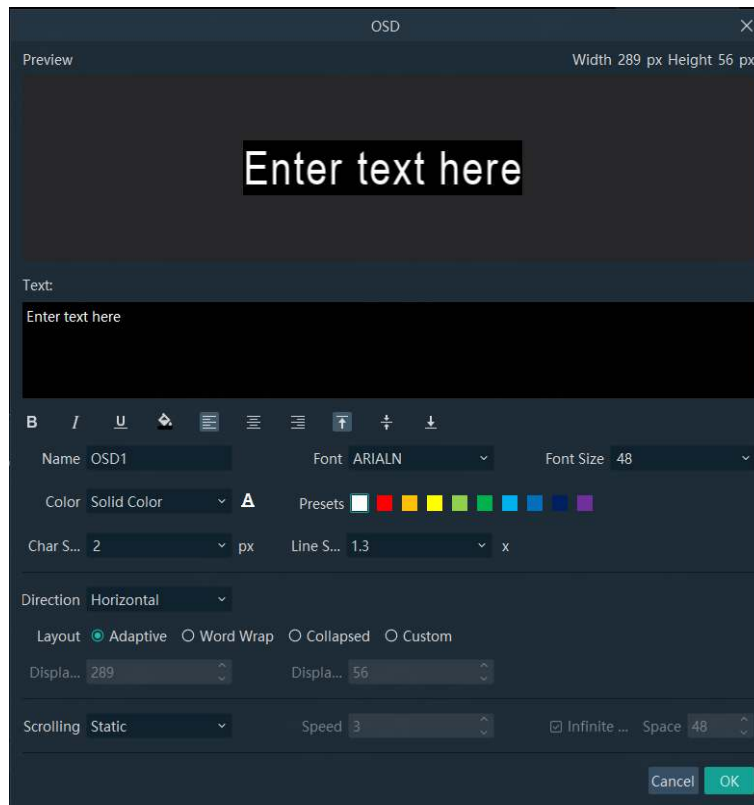 OSD
Preview Width 289 px Height 56 px
Enter text here
Text:
Enter text here
B I U A
Name OSD1 Font ARIALN Font Size 48
Color Solid Color A Presets
Char S... 2 px Line S... 1.3 x
Direction Horizontal
Layout Adaptive Word Wrap Collapsed Custom
Displa... 289 Displa... 56
Scrolling Static Speed 3 Infinite ... Space 48
Cancel OK